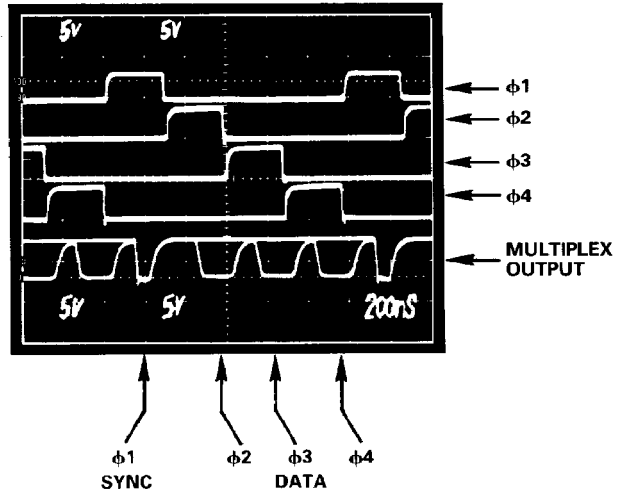 5V 5V
ϕ1
ϕ2
ϕ3
ϕ4
MULTIPLEX
OUTPUT
5V 5V 200nS
ϕ1 ϕ2 ϕ3 ϕ4
SYNC DATA